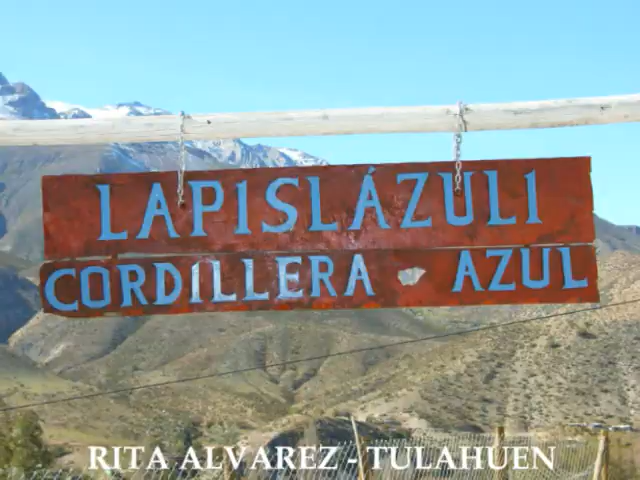 LAPISLÁZULI
CORDILLERA - AZUL
RITA ALVAREZ - TULAHUEN